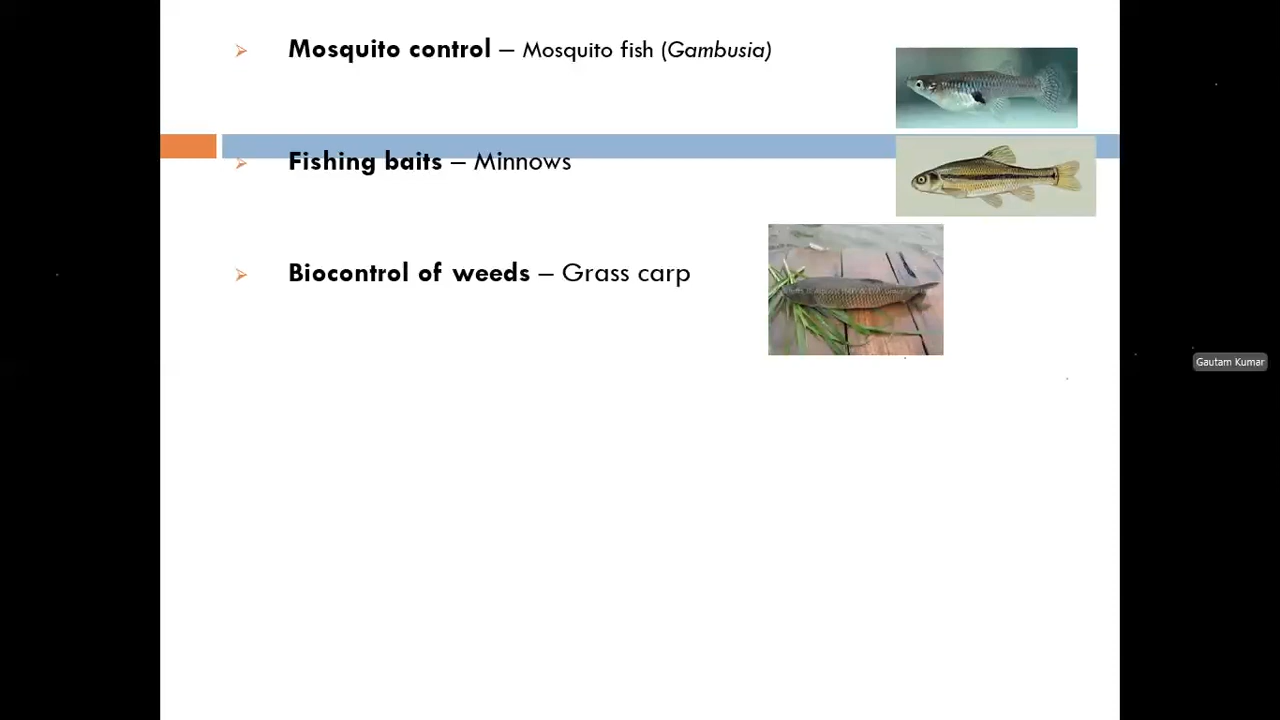 Mosquito control – Mosquito fish (Gambusia)
Fishing baits – Minnows
Biocontrol of weeds – Grass carp
Gautam Kumar